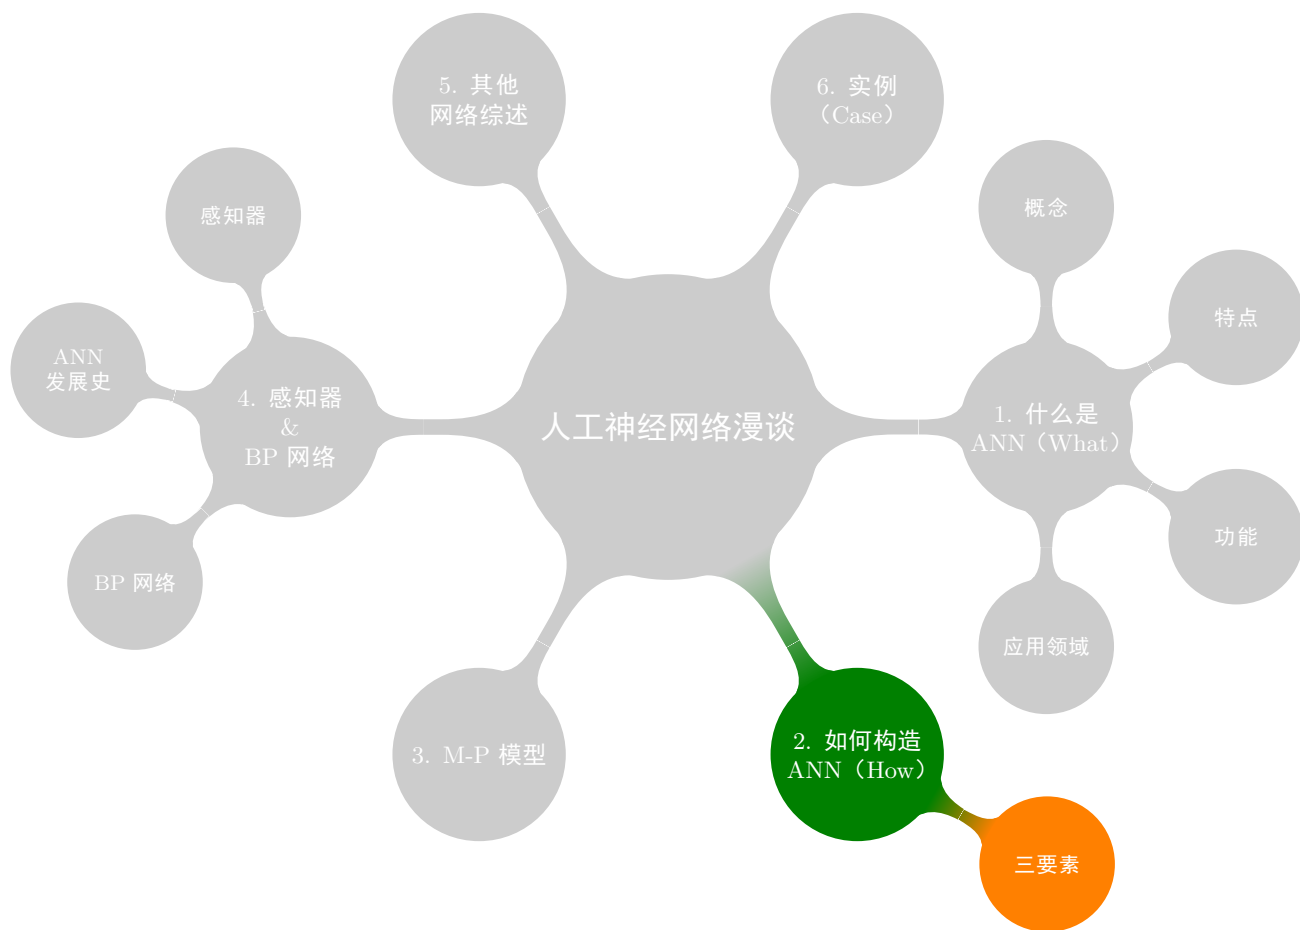 人工神经网络漫谈
1. 什么是
ANN（What）
概念
特点
功能
应用领域
2. 如何构造
ANN（How）
三要素
3. M-P 模型
4. 感知器
&
BP 网络
感知器
ANN
发展史
BP 网络
5. 其他
网络综述
6. 实例
（Case）